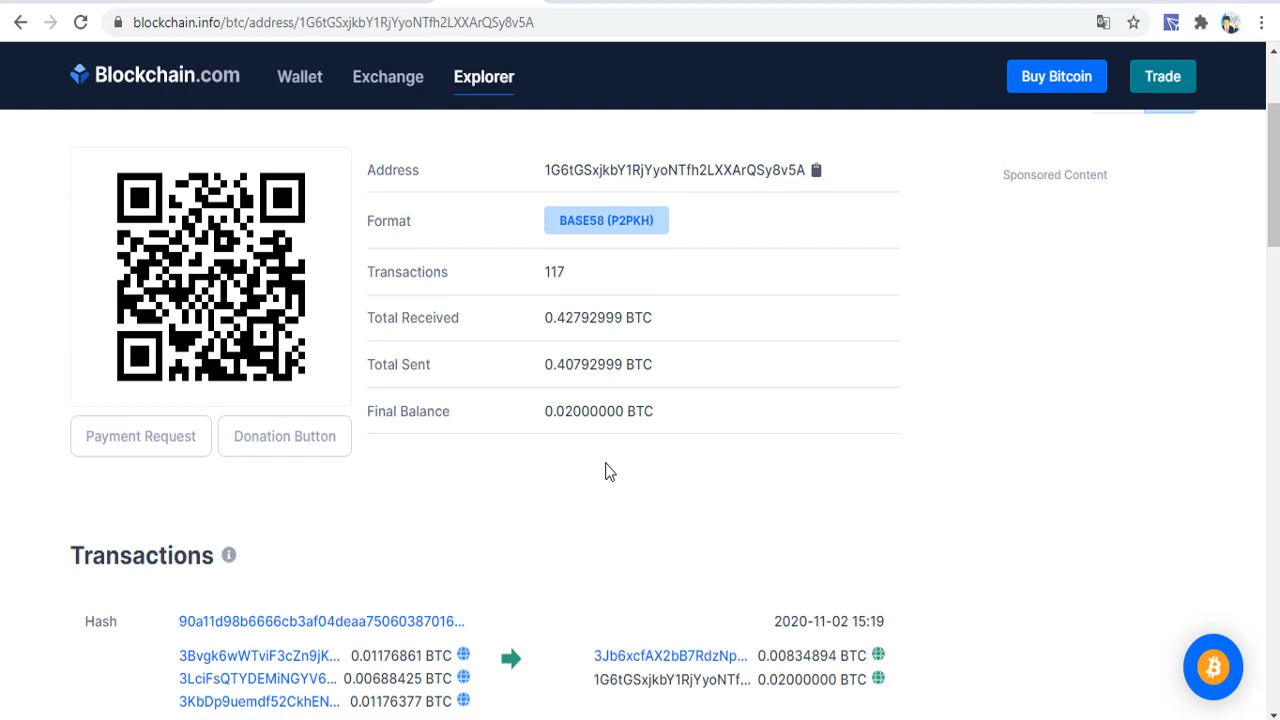 blockchain.info/btc/address/1G6tGSxjkbY1RjYyoNTfh2LXXArQSy8v5A
Blockchain.com Wallet Exchange Explorer Buy Bitcoin Trade
Address 1G6tGSxjkbY1RjYyoNTfh2LXXArQSy8v5A
Sponsored Content
Format BASE58 (P2PKH)
Transactions 117
Total Received 0.42792999 BTC
Total Sent 0.40792999 BTC
Final Balance 0.02000000 BTC
Payment Request Donation Button
Transactions
Hash 90a11d98b6666cb3af04deaa75060387016... 2020-11-02 15:19
3Bvgk6wWTviF3cZn9jK... 0.01176861 BTC 3Jb6xcfAX2bB7RdzNp... 0.00834894 BTC
3LciFsQTYDEMiNGYV6... 0.00688425 BTC 1G6tGSxjkbY1RjYyoNTf... 0.02000000 BTC
3KbDp9uemdf52CkhEN... 0.01176377 BTC